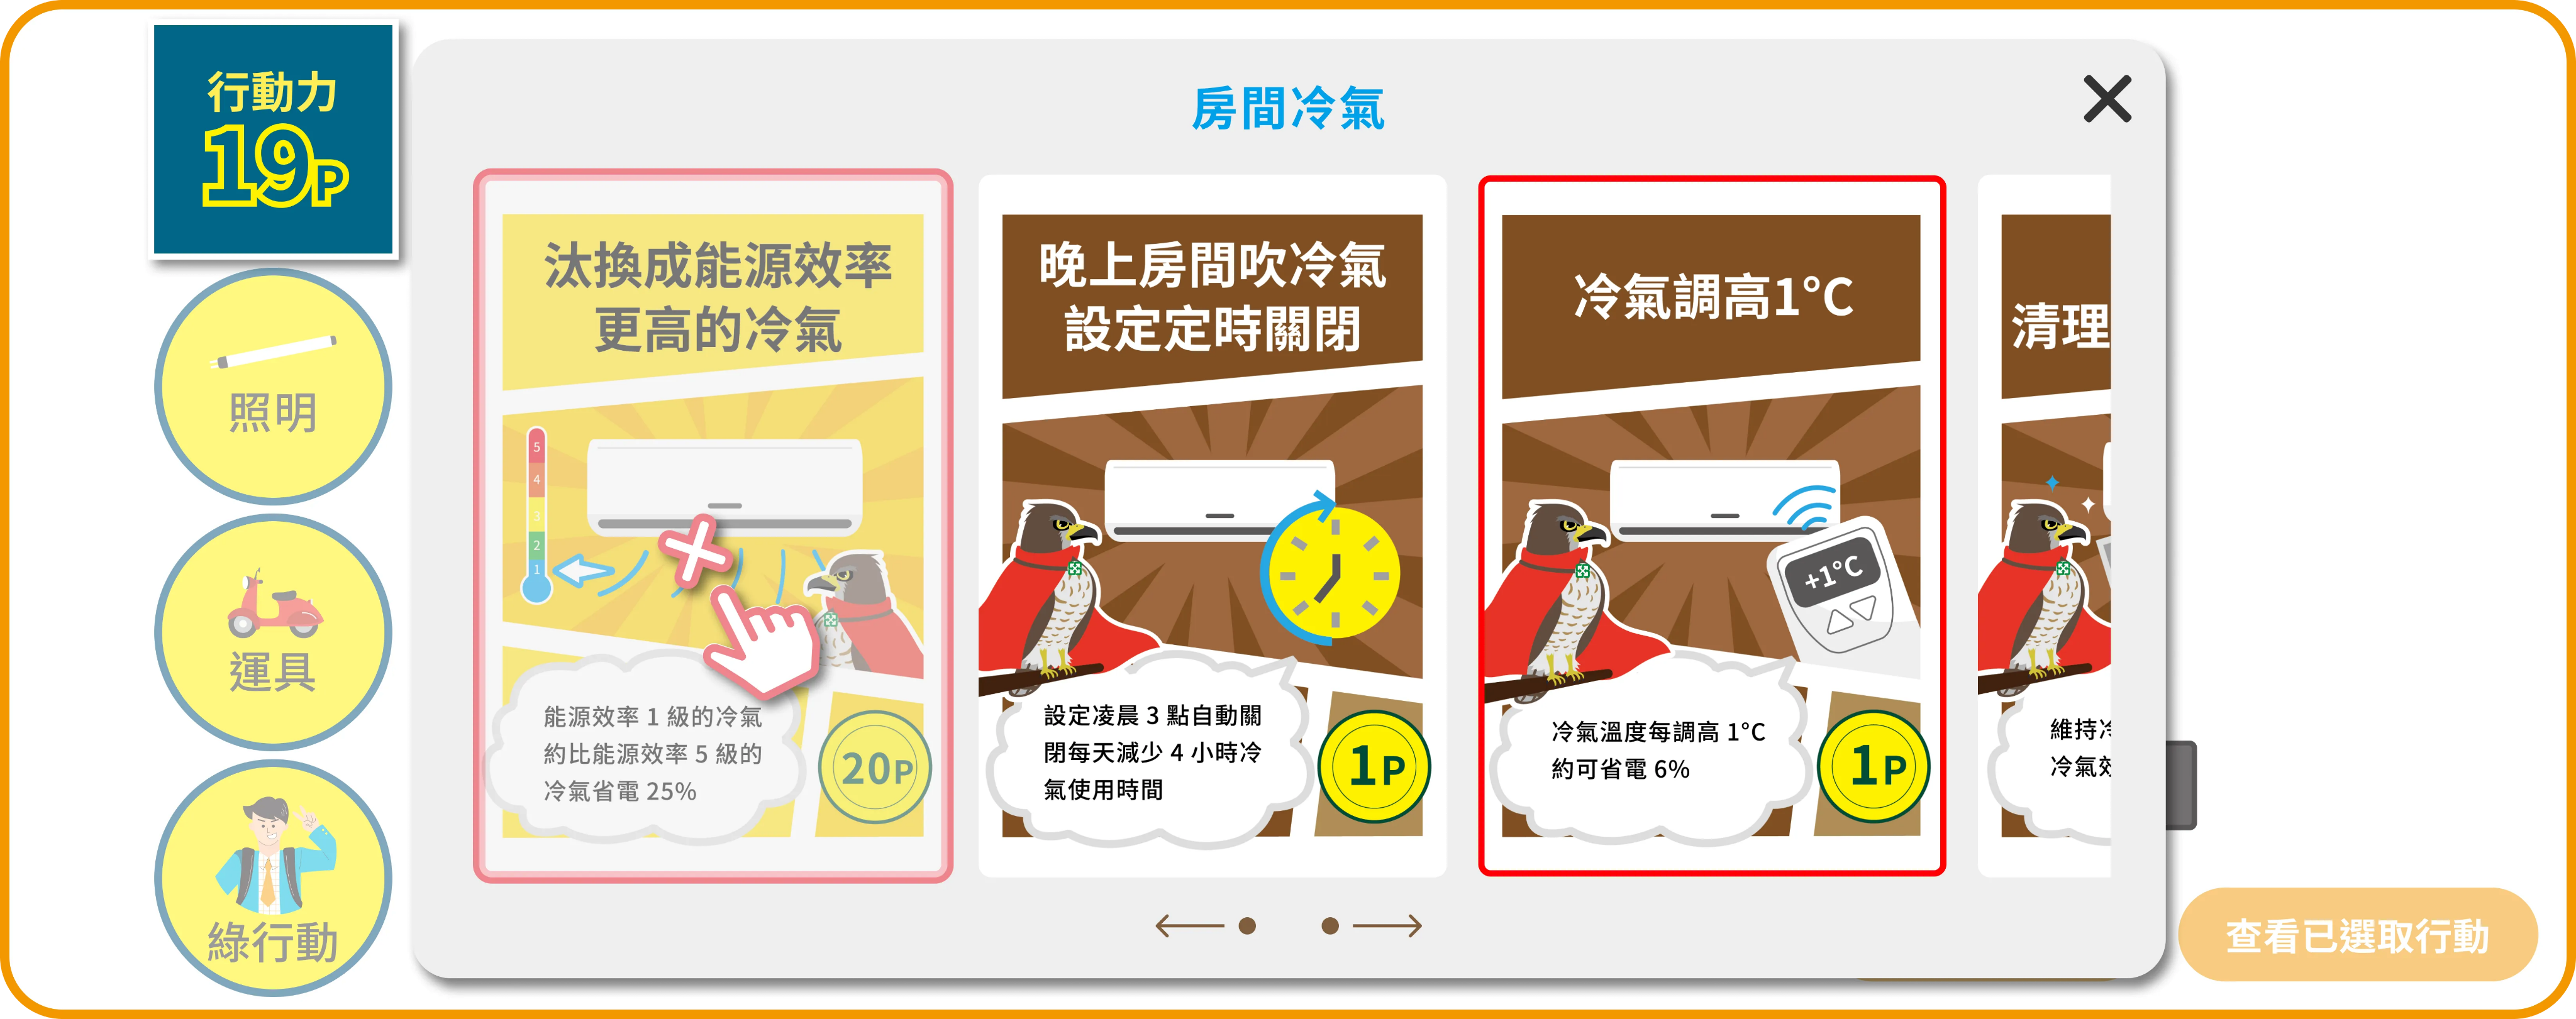 行動力
19P
照明
運具
綠行動
房間冷氣
汰換成能源效率
更高的冷氣
5
4
3
2
1
能源效率 1 級的冷氣
約比能源效率 5 級的
冷氣省電 25%
20P
晚上房間吹冷氣
設定定時關閉
設定凌晨 3 點自動關
閉每天減少 4 小時冷
氣使用時間
1P
冷氣調高1°C
+1°C
冷氣溫度每調高 1°C
約可省電 6%
1P
清理
維持冷
冷氣效
查看已選取行動